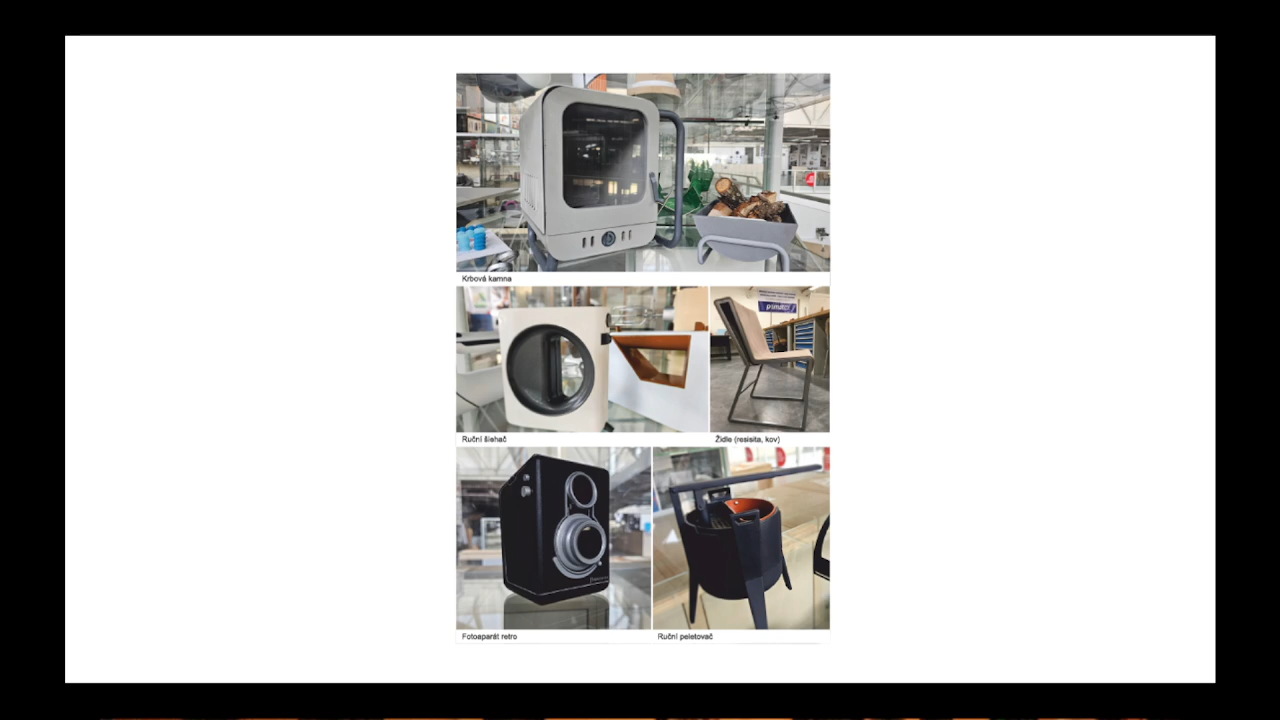 Krbová kamna
Ruční šlehač
Židle (resisita, kov)
Fotoaparát retro
Ruční peletovač